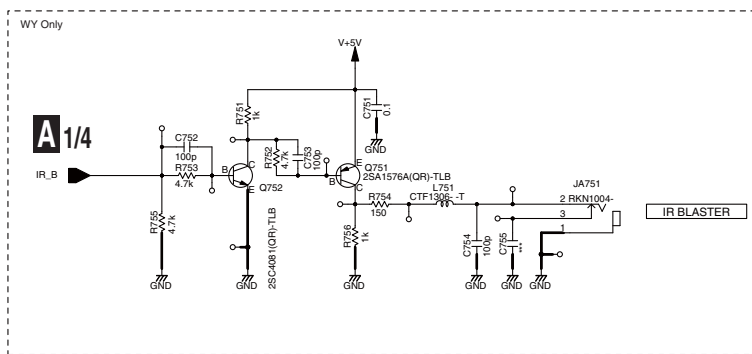 WY Only
V+5V
A 1/4
R751
1k
C751
0.1
GND
C752
100p
R753
4.7k
IR_B
R755
4.7k
GND
B
C
E
Q752
2SC4081(QR)-TLB
GND
R752
4.7k
C753
100p
B
E
C
Q751
2SA1576A(QR)-TLB
R754
150
L751
CTF1306- -T
R756
1k
GND
C754
100p
GND
C755
***
GND
JA751
2 RKN1004-
3
1
GND
IR BLASTER